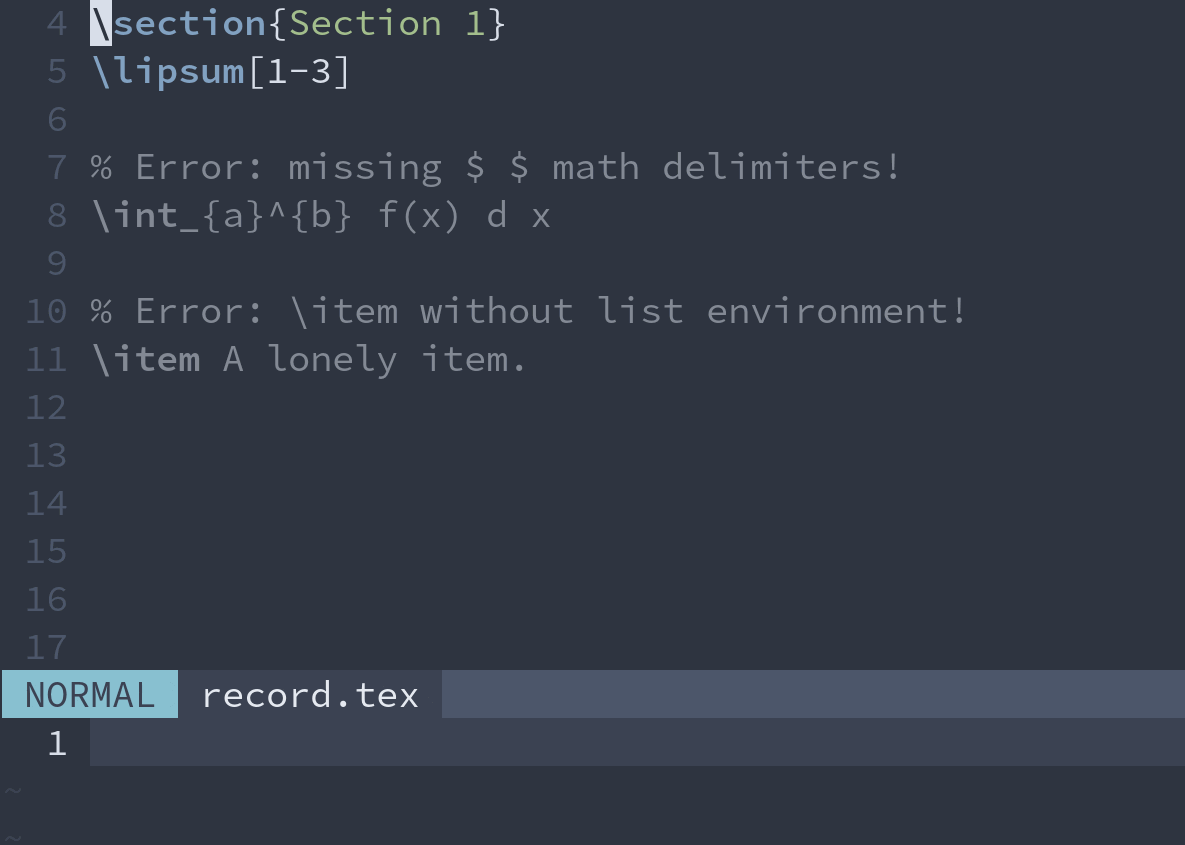 4 \section{Section 1}
5 \lipsum[1-3]
6
7 % Error: missing $ $ math delimiters!
8 \int_{a}^{b} f(x) d x
9
10 % Error: \item without list environment!
11 \item A lonely item.
12
13
14
15
16
17
NORMAL record.tex
1
~
~